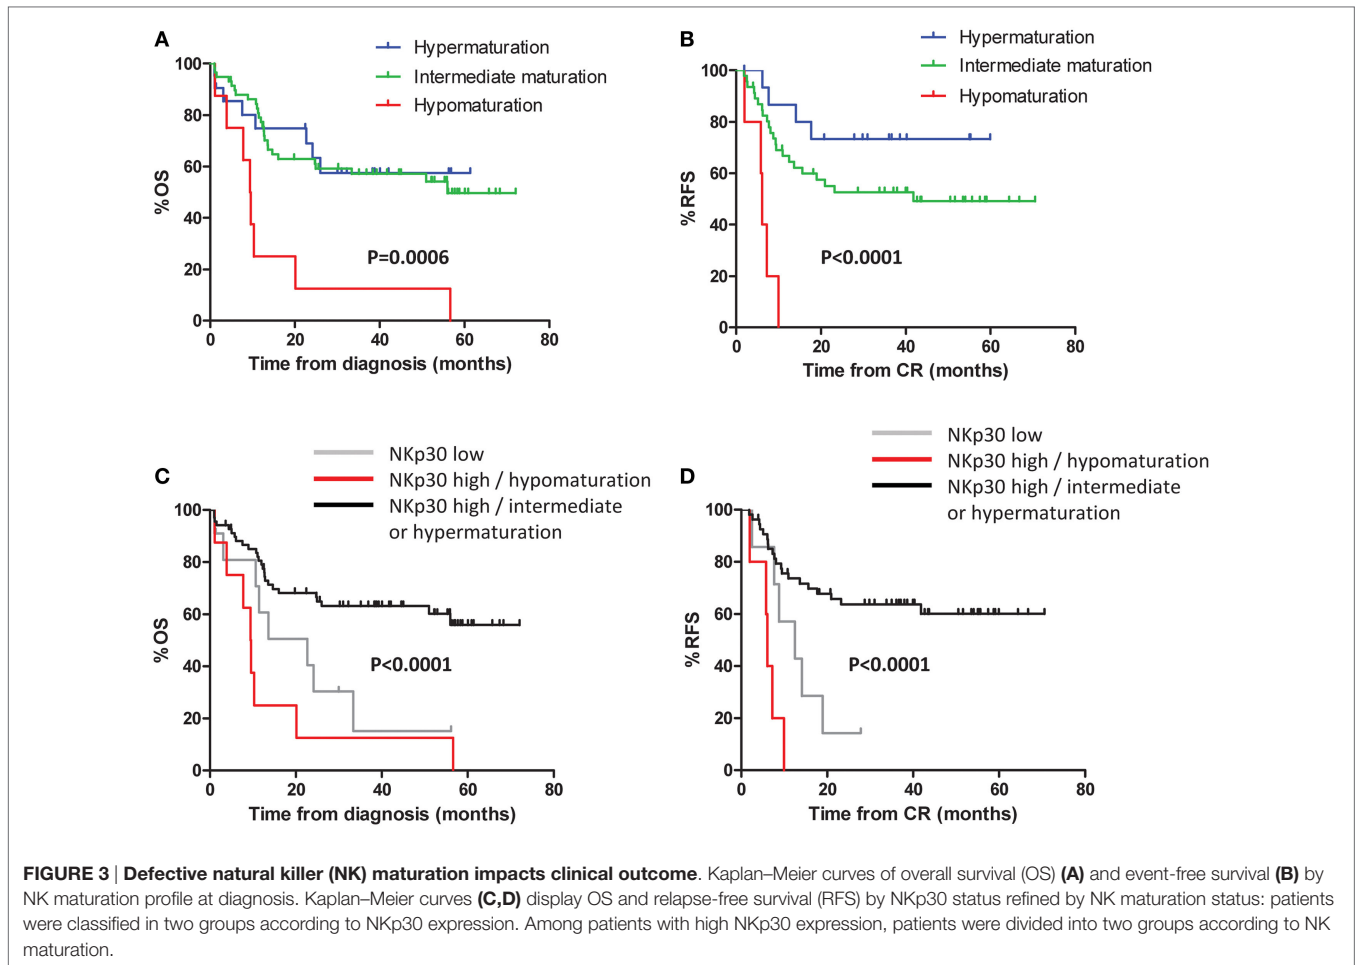 A
Hypermaturation
Intermediate maturation
Hypomaturation
100
80
60
40
20
0
%OS
P=0.0006
0 20 40 60 80
Time from diagnosis (months)
B
Hypermaturation
Intermediate maturation
Hypomaturation
100
80
60
40
20
0
%RFS
P<0.0001
0 20 40 60 80
Time from CR (months)
C
NKp30 low
NKp30 high / hypomaturation
NKp30 high / intermediate
or hypermaturation
100
80
60
40
20
0
%OS
P<0.0001
0 20 40 60 80
Time from diagnosis (months)
D
NKp30 low
NKp30 high / hypomaturation
NKp30 high / intermediate
or hypermaturation
100
80
60
40
20
0
%RFS
P<0.0001
0 20 40 60 80
Time from CR (months)
FIGURE 3 | Defective natural killer (NK) maturation impacts clinical outcome. Kaplan–Meier curves of overall survival (OS) (A) and event-free survival (B) by
NK maturation profile at diagnosis. Kaplan–Meier curves (C,D) display OS and relapse-free survival (RFS) by NKp30 status refined by NK maturation status: patients
were classified in two groups according to NKp30 expression. Among patients with high NKp30 expression, patients were divided into two groups according to NK
maturation.